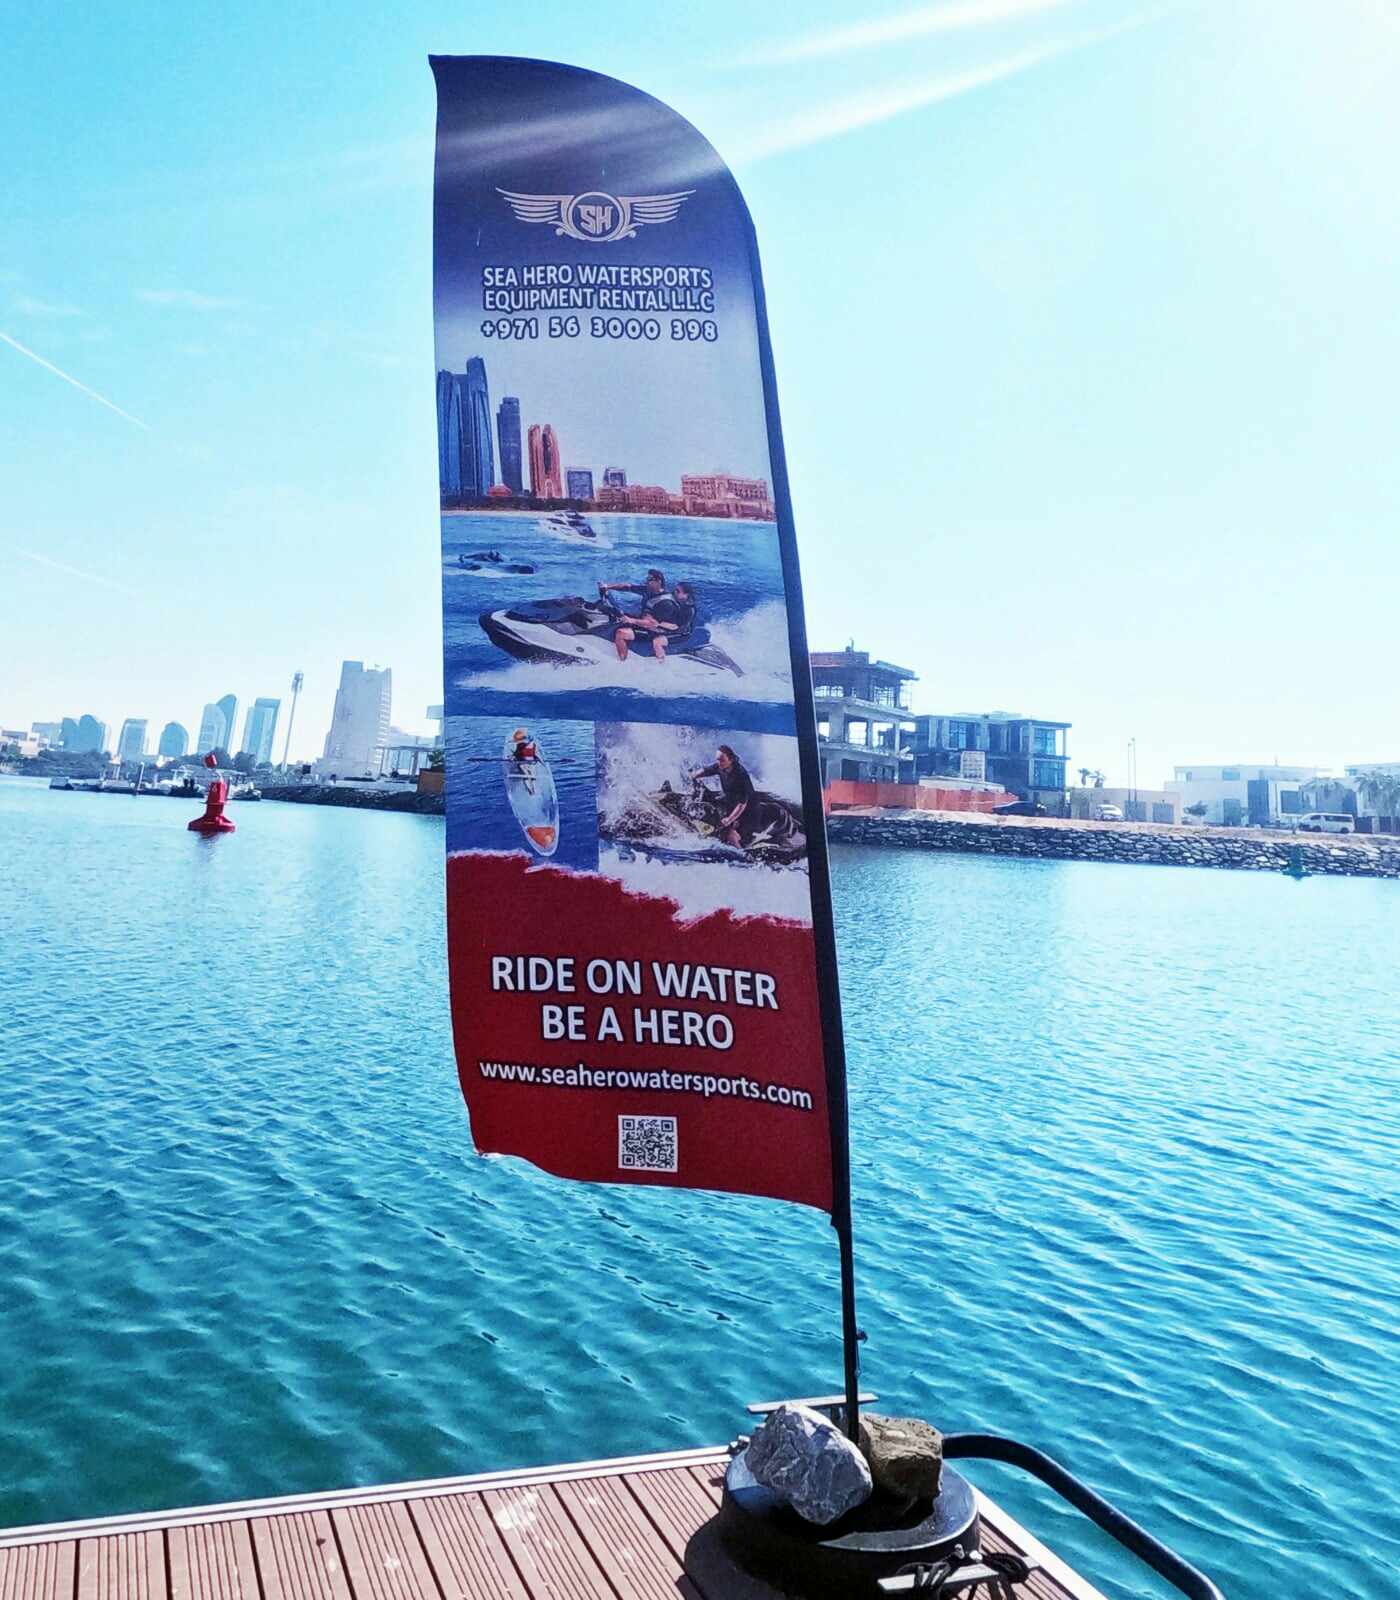 SH
SEA HERO WATERSPORTS
EQUIPMENT RENTAL L.L.C
+971 56 3000 398
RIDE ON WATER
BE A HERO
www.seaherowatersports.com